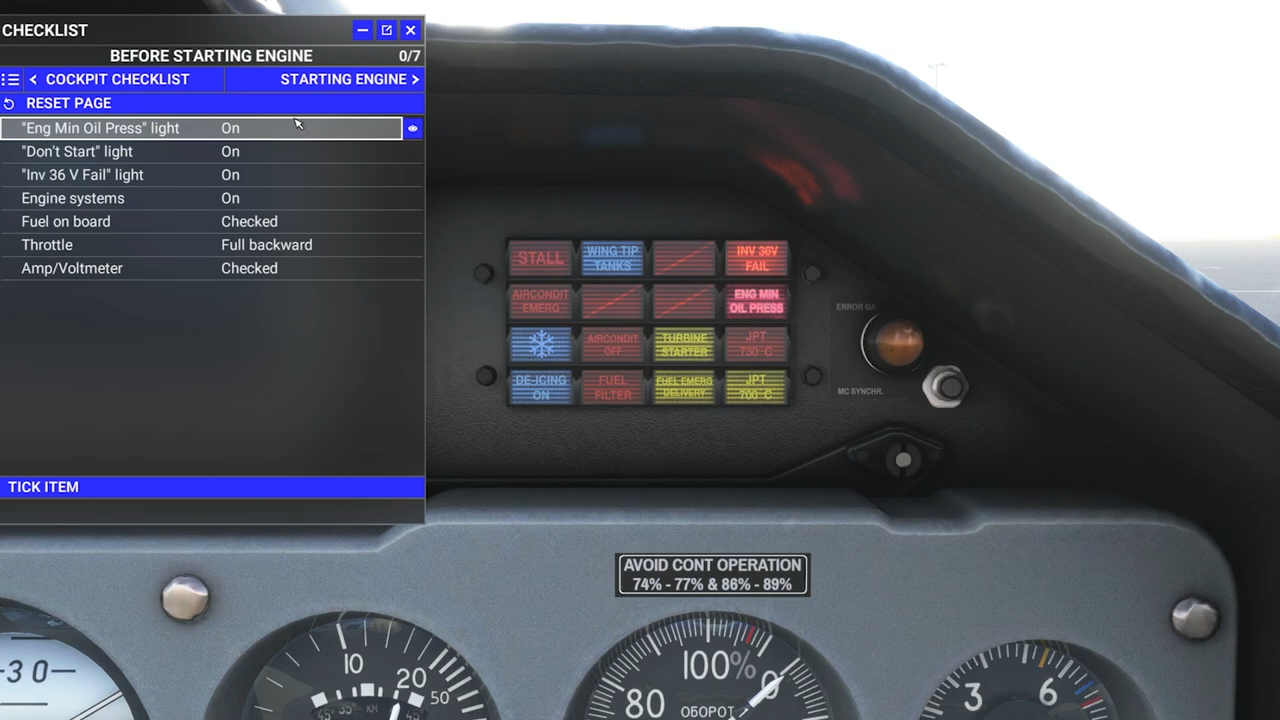 CHECKLIST
BEFORE STARTING ENGINE 0/7
< COCKPIT CHECKLIST STARTING ENGINE >
RESET PAGE
"Eng Min Oil Press" light On
"Don't Start" light On
"Inv 36 V Fail" light On
Engine systems On
Fuel on board Checked
Throttle Full backward
Amp/Voltmeter Checked
TICK ITEM
STALL
WING TIP
TANKS
INV 36V
FAIL
AIRCONDIT
EMERG
ENG MIN
OIL PRESS
AIRCONDIT
OFF
TURBINE
STARTER
JPT
730°C
DE-ICING
ON
FUEL
FILTER
FUEL EMERG
DELIVERY
JPT
700°C
ERROR GA
MC SYNCHR.
AVOID CONT OPERATION
74% - 77% & 86% - 89%
30
10
20
50
KM
100%
0
80
ОБОРОТ
3
6